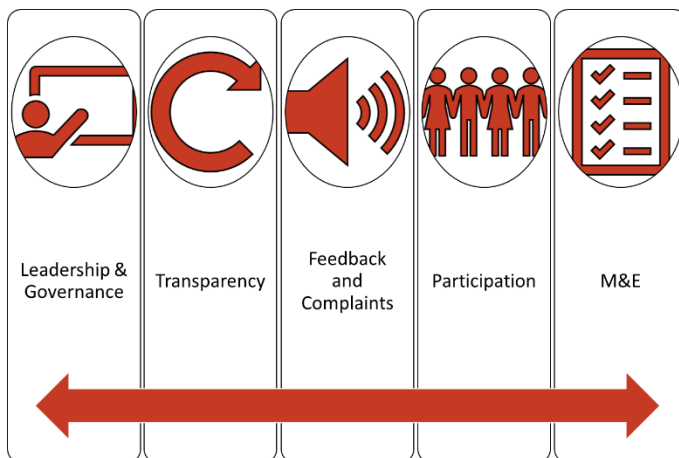 Leadership &
Governance
Transparency
Feedback
and
Complaints
Participation
M&E